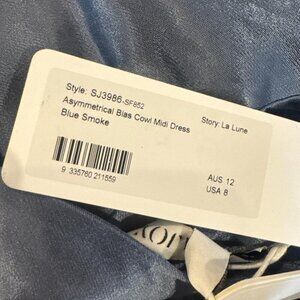 Style: SJ3986-SF852
Story: La Lune
Asymmetrical Bias Cowl Midi Dress
Blue Smoke
9 335760 211559
AUS 12
USA 8